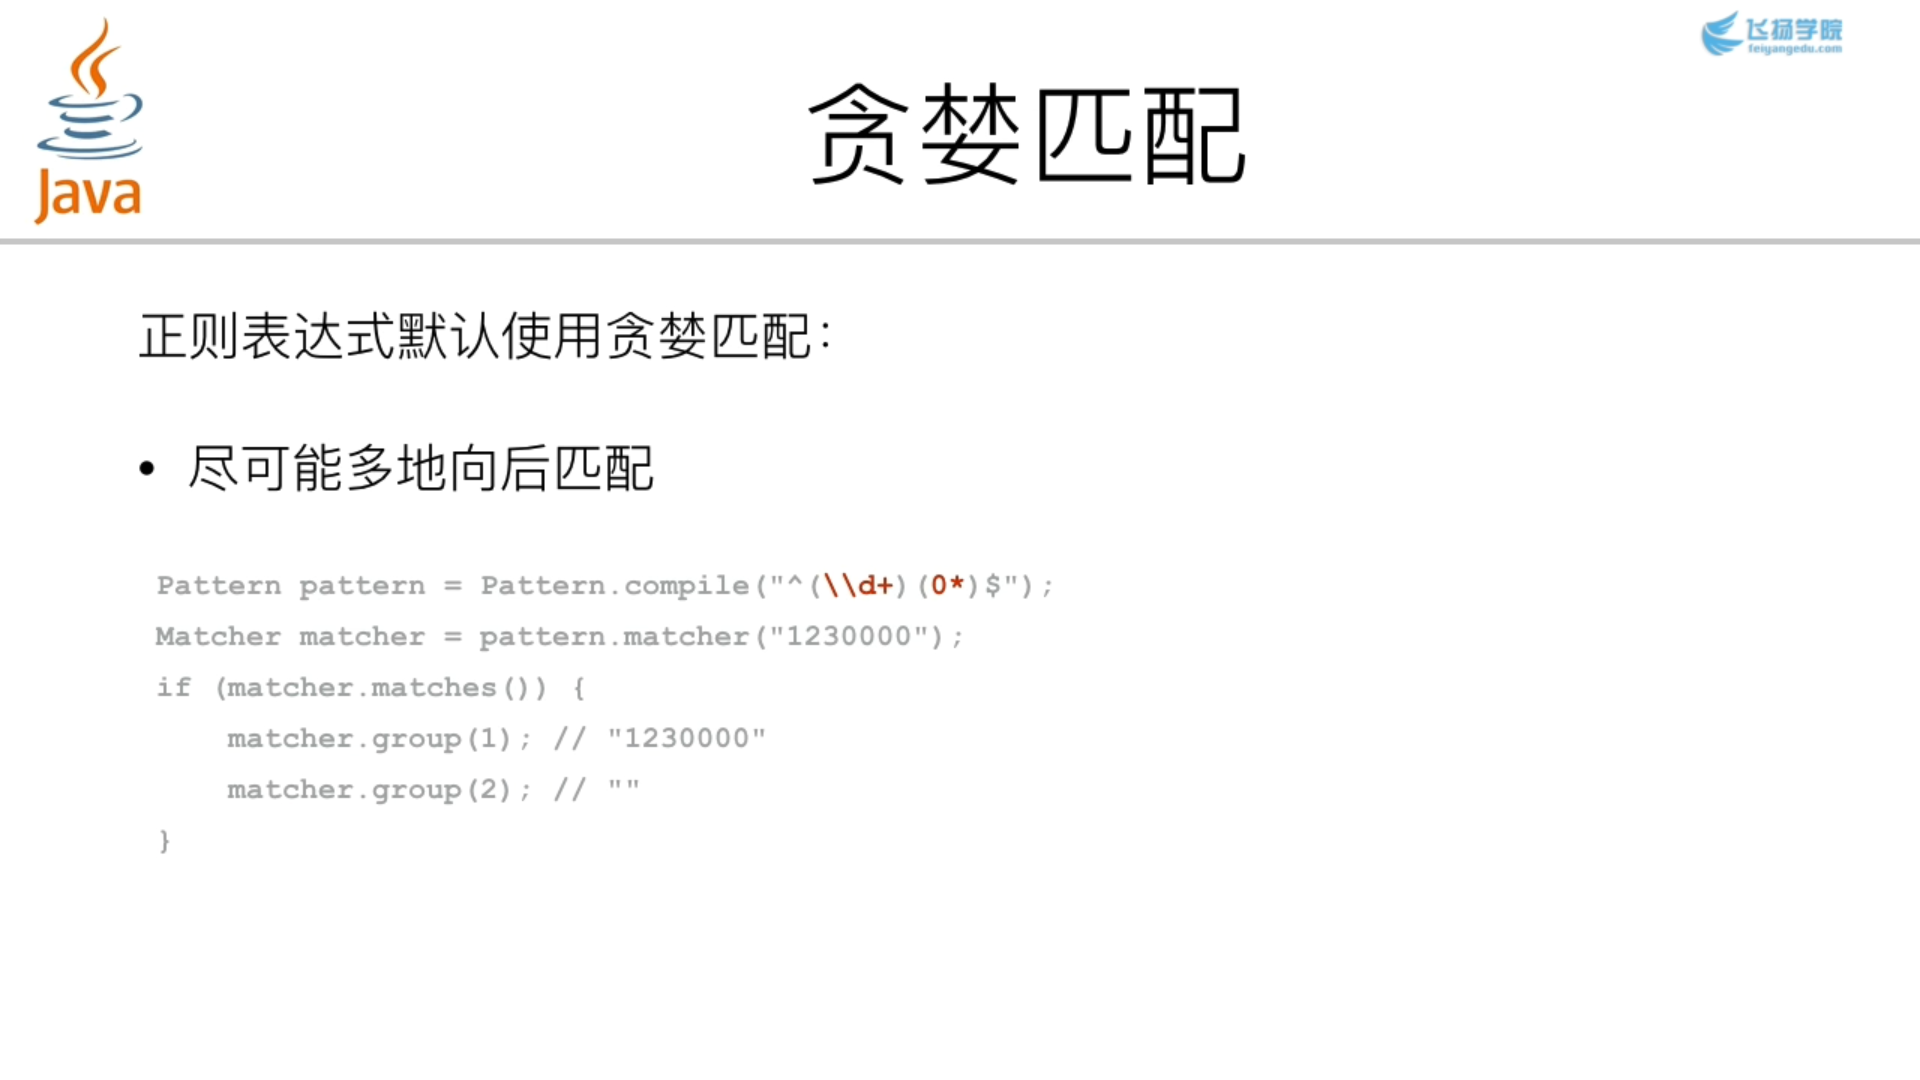 Java
飞扬学院
feiyangedu.com
贪婪匹配
正则表达式默认使用贪婪匹配：
• 尽可能多地向后匹配
Pattern pattern = Pattern.compile("^(\\d+)(0*)$");
Matcher matcher = pattern.matcher("1230000");
if (matcher.matches()) {
    matcher.group(1); // "1230000"
    matcher.group(2); // ""
}